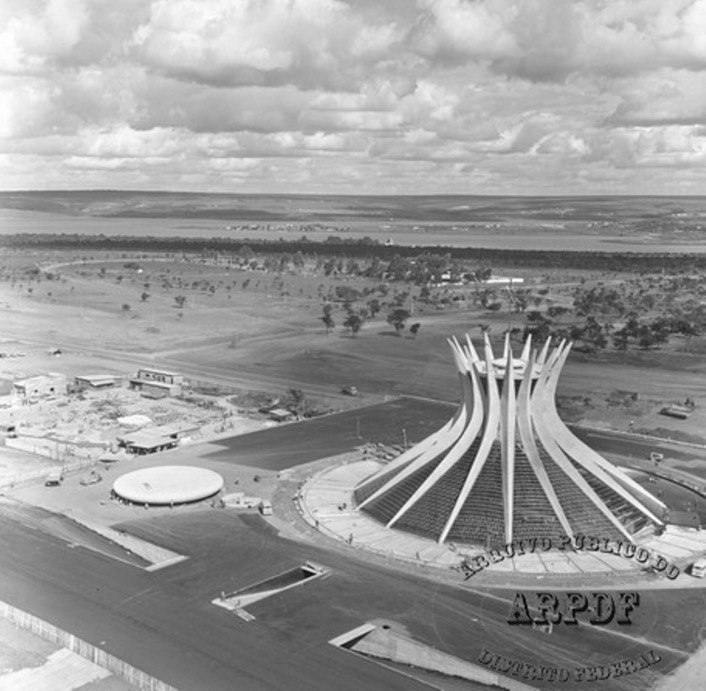 ARQUIVO PÚBLICO DO
ARPDF
DISTRITO FEDERAL